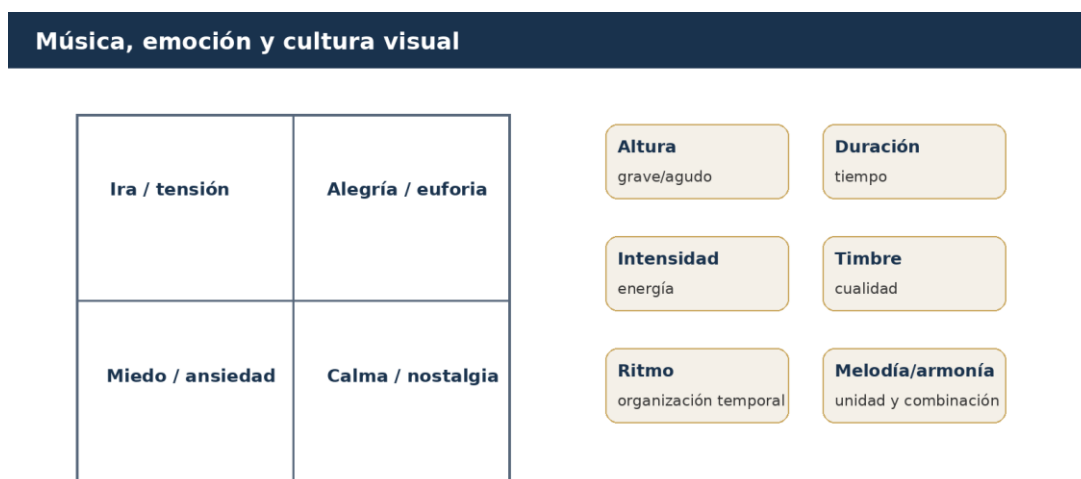 Música, emoción y cultura visual
Ira / tensión
Alegría / euforia
Miedo / ansiedad
Calma / nostalgia
Altura
grave/agudo
Duración
tiempo
Intensidad
energía
Timbre
cualidad
Ritmo
organización temporal
Melodía/armonía
unidad y combinación